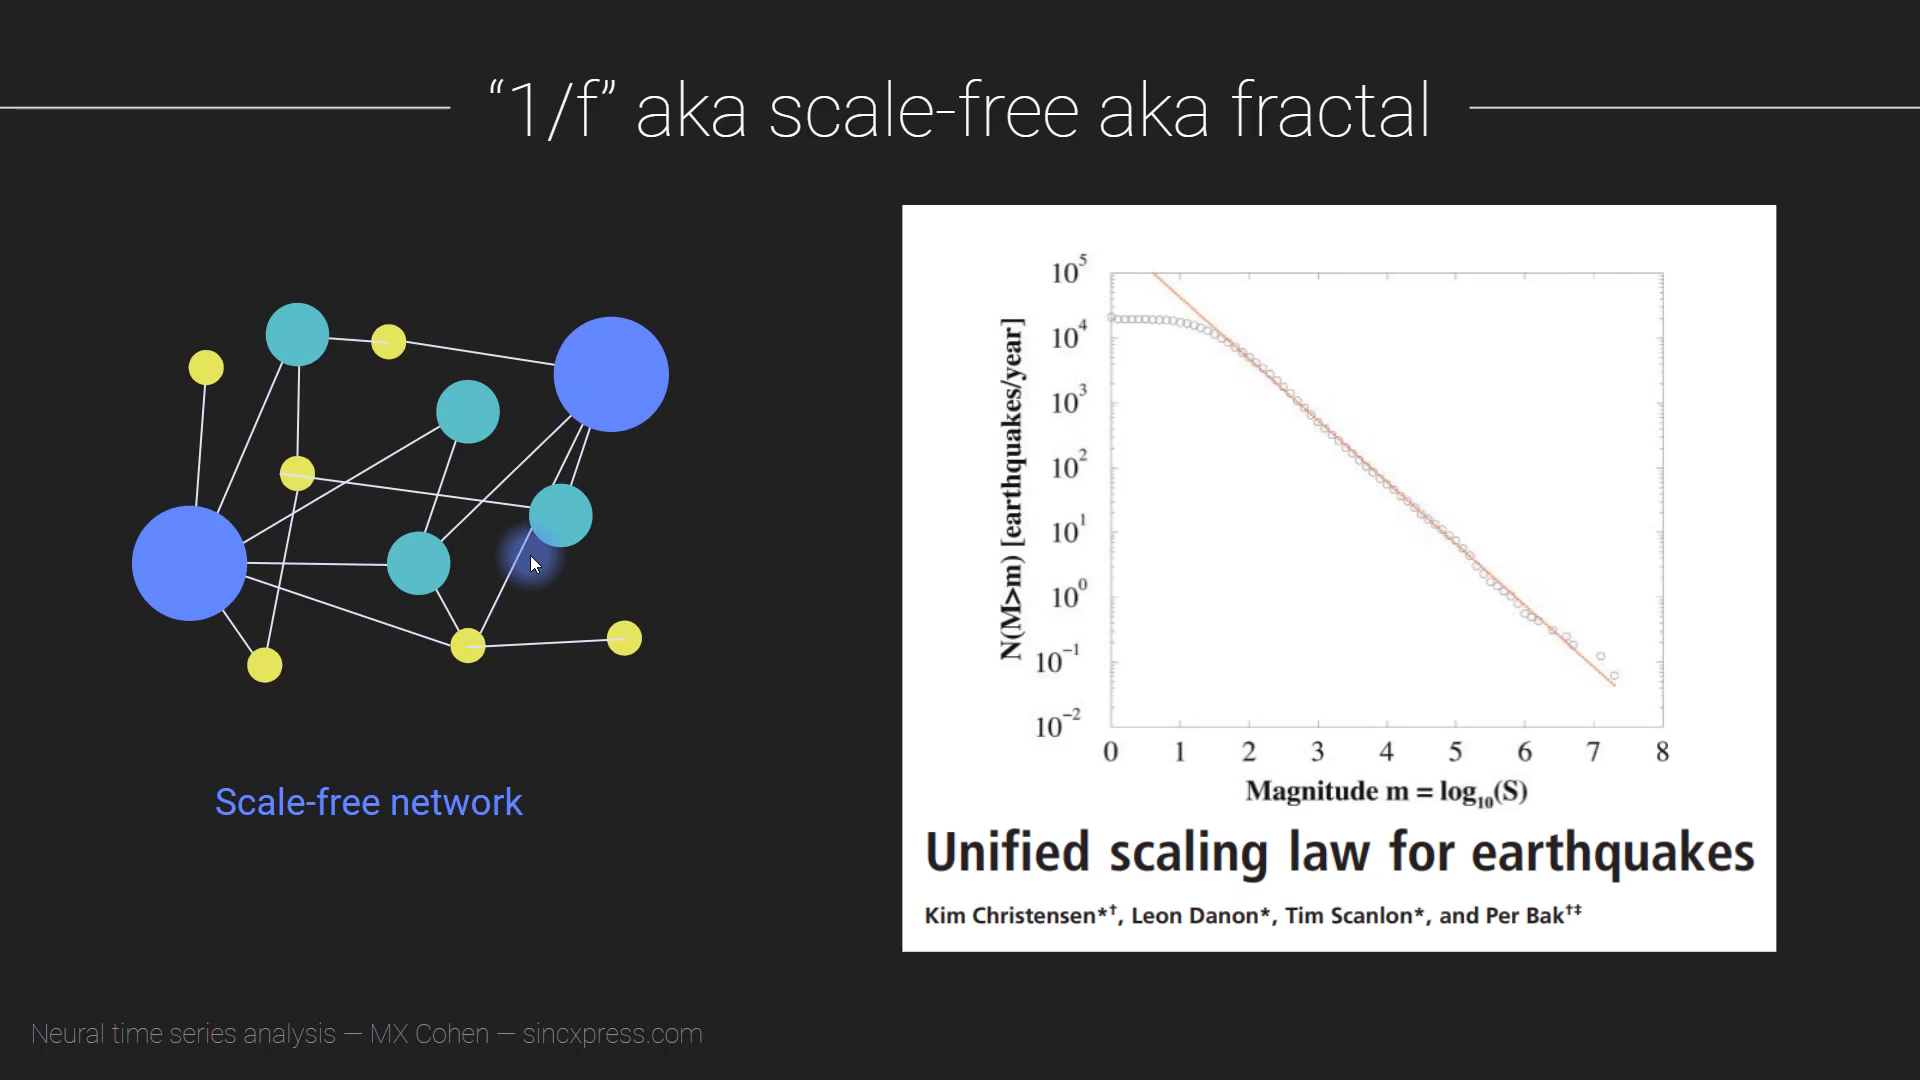 “1/f” aka scale-free aka fractal
Scale-free network
N(M>m) [earthquakes/year]
10⁵
10⁴
10³
10²
10¹
10⁰
10⁻¹
10⁻²
0 1 2 3 4 5 6 7 8
Magnitude m = log₁₀(S)
Unified scaling law for earthquakes
Kim Christensen*†, Leon Danon*, Tim Scanlon*, and Per Bak†‡
Neural time series analysis — MX Cohen — sincxpress.com